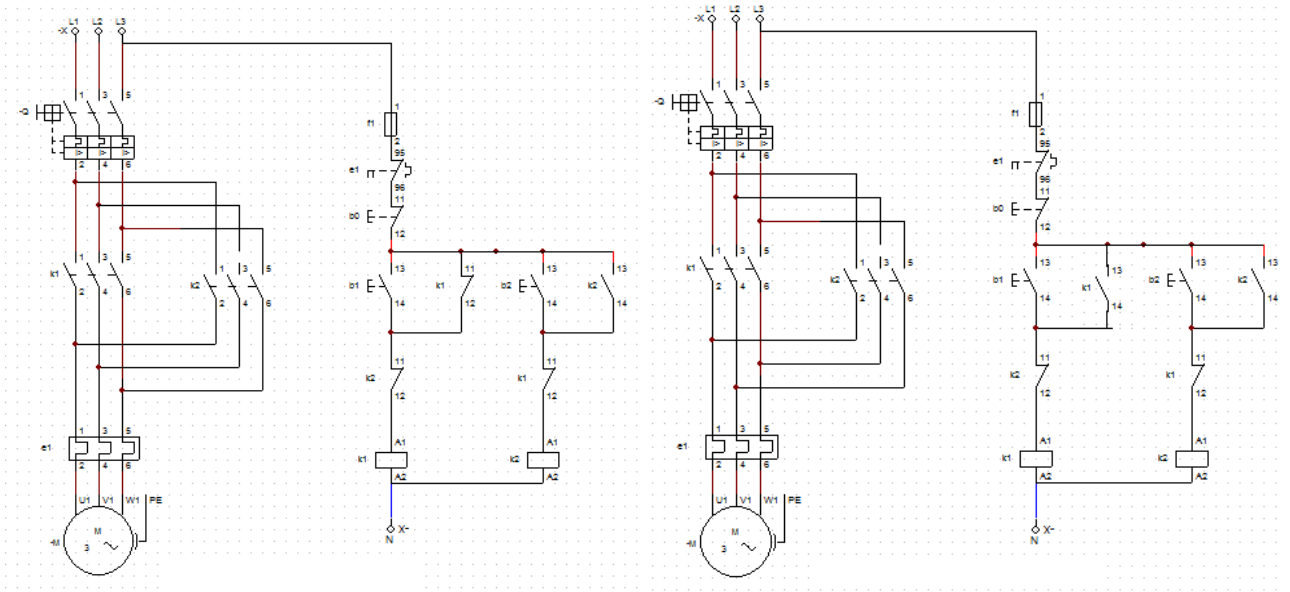 L1 L2 L3
-X
1 3 5
-Q
I> I> I>
2 4 6
1
f1
2
95
e1
96
11
b0
12
1 3 5
k1
2 4 6
1 3 5
k2
2 4 6
13 11 13 13
b1 k1 b2 k2
14 12 14 14
11 11
k2 k1
12 12
1 3 5
e1
2 4 6
A1 A1
k1 k2
A2 A2
U1 V1 W1 PE
M
-M
3
X-
N
L1 L2 L3
-X
1 3 5
-Q
I> I> I>
2 4 6
1
f1
2
95
e1
96
11
b0
12
1 3 5
k1
2 4 6
1 3 5
k2
2 4 6
13 13 13 13
b1 k1 b2 k2
14 14 14 14
11 11
k2 k1
12 12
1 3 5
e1
2 4 6
A1 A1
k1 k2
A2 A2
U1 V1 W1 PE
M
-M
3
X-
N